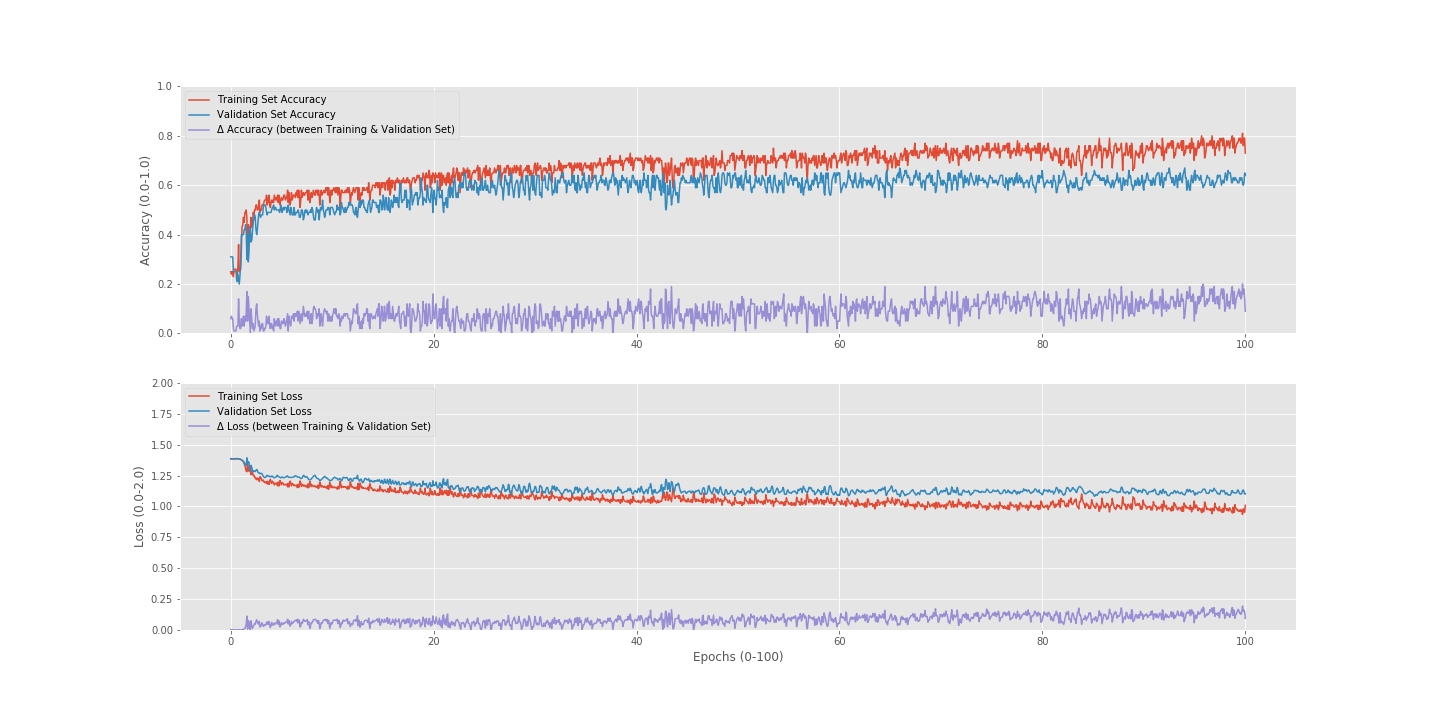 1.0
0.8
0.6
0.4
0.2
0.0
Accuracy (0.0-1.0)
Training Set Accuracy
Validation Set Accuracy
Δ Accuracy (between Training & Validation Set)
0 20 40 60 80 100
2.00
1.75
1.50
1.25
1.00
0.75
0.50
0.25
0.00
Loss (0.0-2.0)
Training Set Loss
Validation Set Loss
Δ Loss (between Training & Validation Set)
0 20 40 60 80 100
Epochs (0-100)